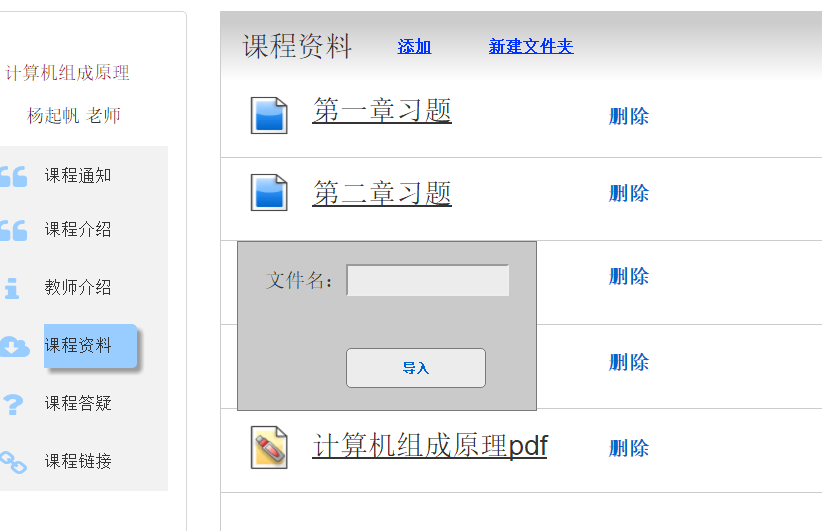 计算机组成原理
杨起帆 老师
课程通知
课程介绍
教师介绍
课程资料
课程答疑
课程链接
课程资料 添加 新建文件夹
第一章习题 删除
第二章习题 删除
删除
文件名：
导入
删除
计算机组成原理pdf 删除